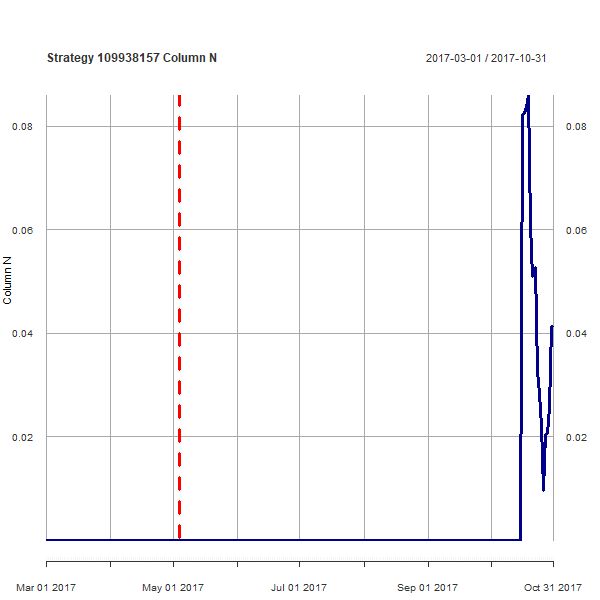 Strategy 109938157 Column N
2017-03-01 / 2017-10-31
0.08
0.08
0.06
0.06
Column N
0.04
0.04
0.02
0.02
Mar 01 2017
May 01 2017
Jul 01 2017
Sep 01 2017
Oct 31 2017